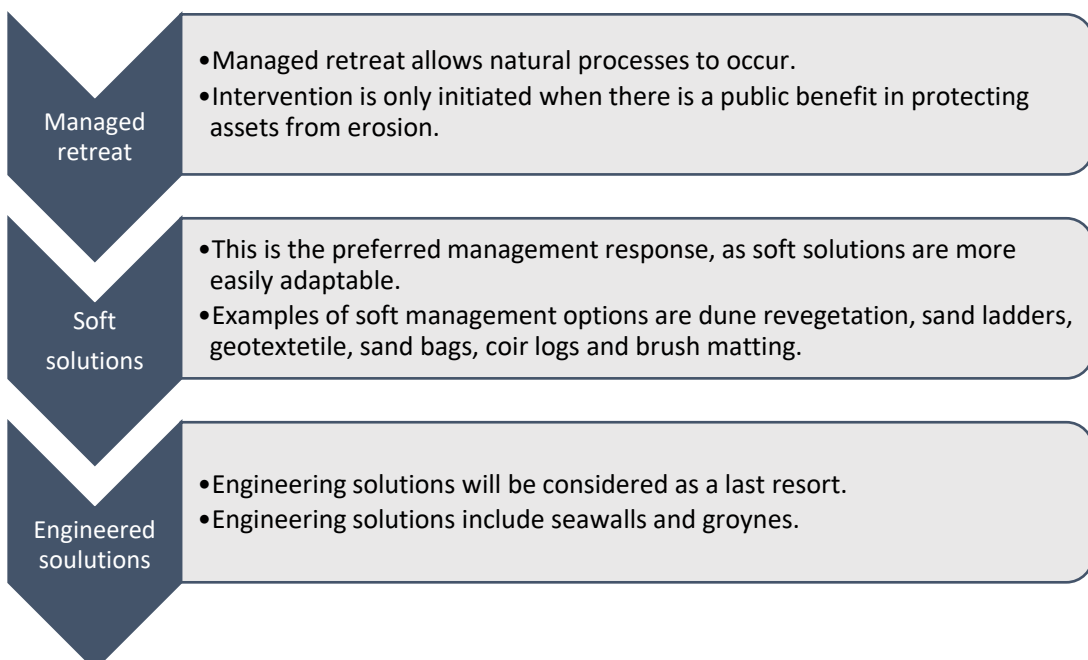 Managed
retreat
•Managed retreat allows natural processes to occur.
•Intervention is only initiated when there is a public benefit in protecting
assets from erosion.
Soft
solutions
•This is the preferred management response, as soft solutions are more
easily adaptable.
•Examples of soft management options are dune revegetation, sand ladders,
geotextetile, sand bags, coir logs and brush matting.
Engineered
soulutions
•Engineering solutions will be considered as a last resort.
•Engineering solutions include seawalls and groynes.